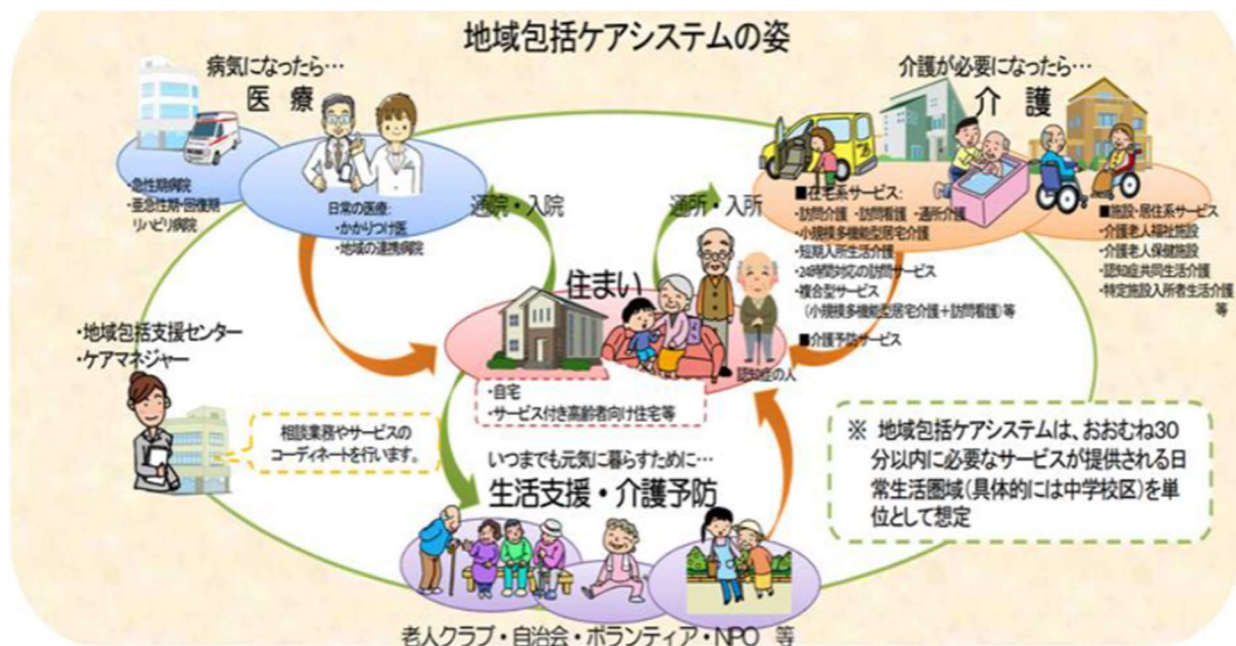 地域包括ケアシステムの姿
病気になったら…
医 療
・急性期病院
・亜急性期・回復期
リハビリ病院
日常の医療:
・かかりつけ医
・地域の連携病院
通院・入院
通所・入所
介護が必要になったら…
介 護
■在宅系サービス:
・訪問介護・訪問看護・通所介護
・小規模多機能型居宅介護
・短期入所生活介護
・24時間対応の訪問サービス
・複合型サービス
(小規模多機能型居宅介護+訪問看護)等
■介護予防サービス
■施設・居住系サービス
・介護老人福祉施設
・介護老人保健施設
・認知症共同生活介護
・特定施設入所者生活介護
等
住まい
認知症の人
・自宅
・サービス付き高齢者向け住宅等
・地域包括支援センター
・ケアマネジャー
相談業務やサービスの
コーディネートを行います。
いつまでも元気に暮らすために…
生活支援・介護予防
老人クラブ・自治会・ボランティア・NPO 等
※ 地域包括ケアシステムは、おおむね30
分以内に必要なサービスが提供される日
常生活圏域(具体的には中学校区)を単
位として想定